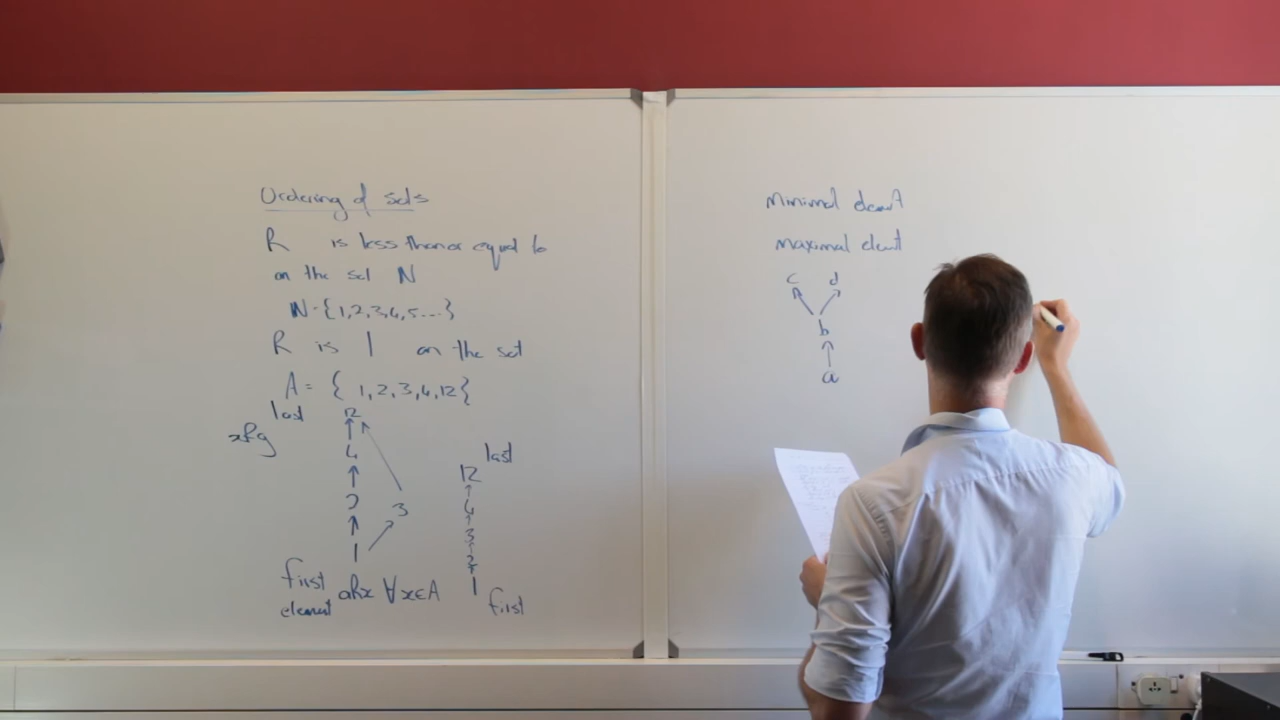 Ordering of sets
R is less than or equal to
on the set N
N = {1,2,3,4,5....}
R is | on the set
A = { 1,2,3,4,12}
last 12
xRy
4
2 3
1
first aRx ∀x∈A
element
last
12
4
3
2
1
first
minimal element
maximal element
c d
b
a